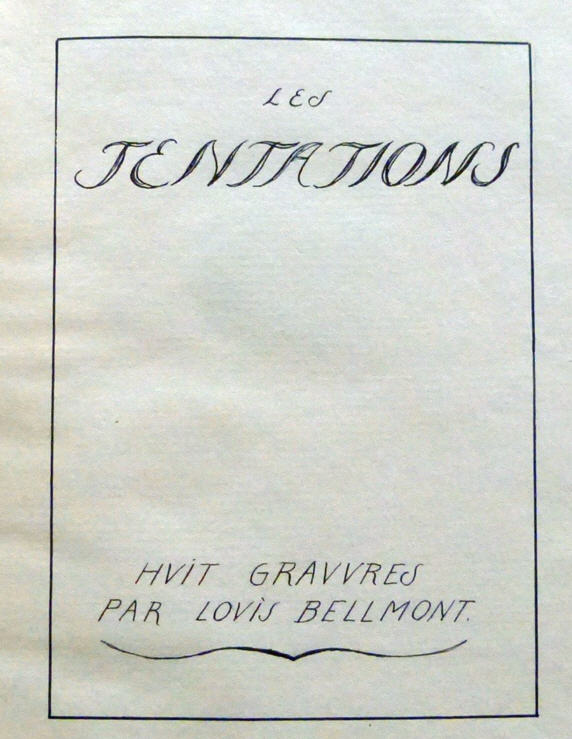 LES
TENTATIONS
HViT GRAVVRES
PAR LOViS BELLMONT.